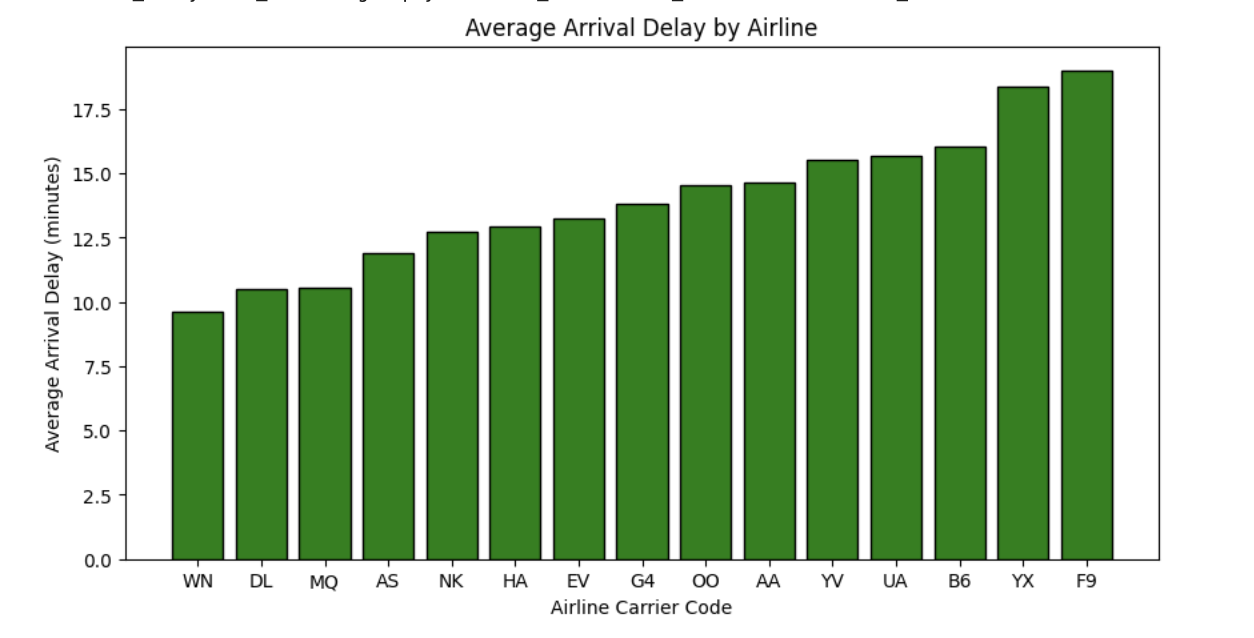 Average Arrival Delay by Airline
Average Arrival Delay (minutes)
17.5
15.0
12.5
10.0
7.5
5.0
2.5
0.0
WN DL MQ AS NK HA EV G4 OO AA YV UA B6 YX F9
Airline Carrier Code